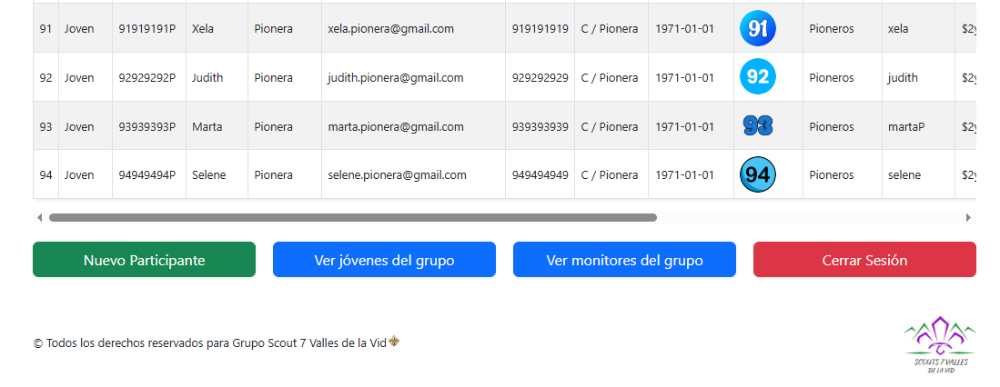 91 Joven 91919191P Xela Pionera xela.pionera@gmail.com 919191919 C / Pionera 1971-01-01 91 Pioneros xela $2y
92 Joven 92929292P Judith Pionera judith.pionera@gmail.com 929292929 C / Pionera 1971-01-01 92 Pioneros judith $2y
93 Joven 93939393P Marta Pionera marta.pionera@gmail.com 939393939 C / Pionera 1971-01-01 93 Pioneros martaP $2y
94 Joven 94949494P Selene Pionera selene.pionera@gmail.com 949494949 C / Pionera 1971-01-01 94 Pioneros selene $2y
Nuevo Participante Ver jóvenes del grupo Ver monitores del grupo Cerrar Sesión
© Todos los derechos reservados para Grupo Scout 7 Valles de la Vid
SCOUTS 7 VALLES
DE LA VID